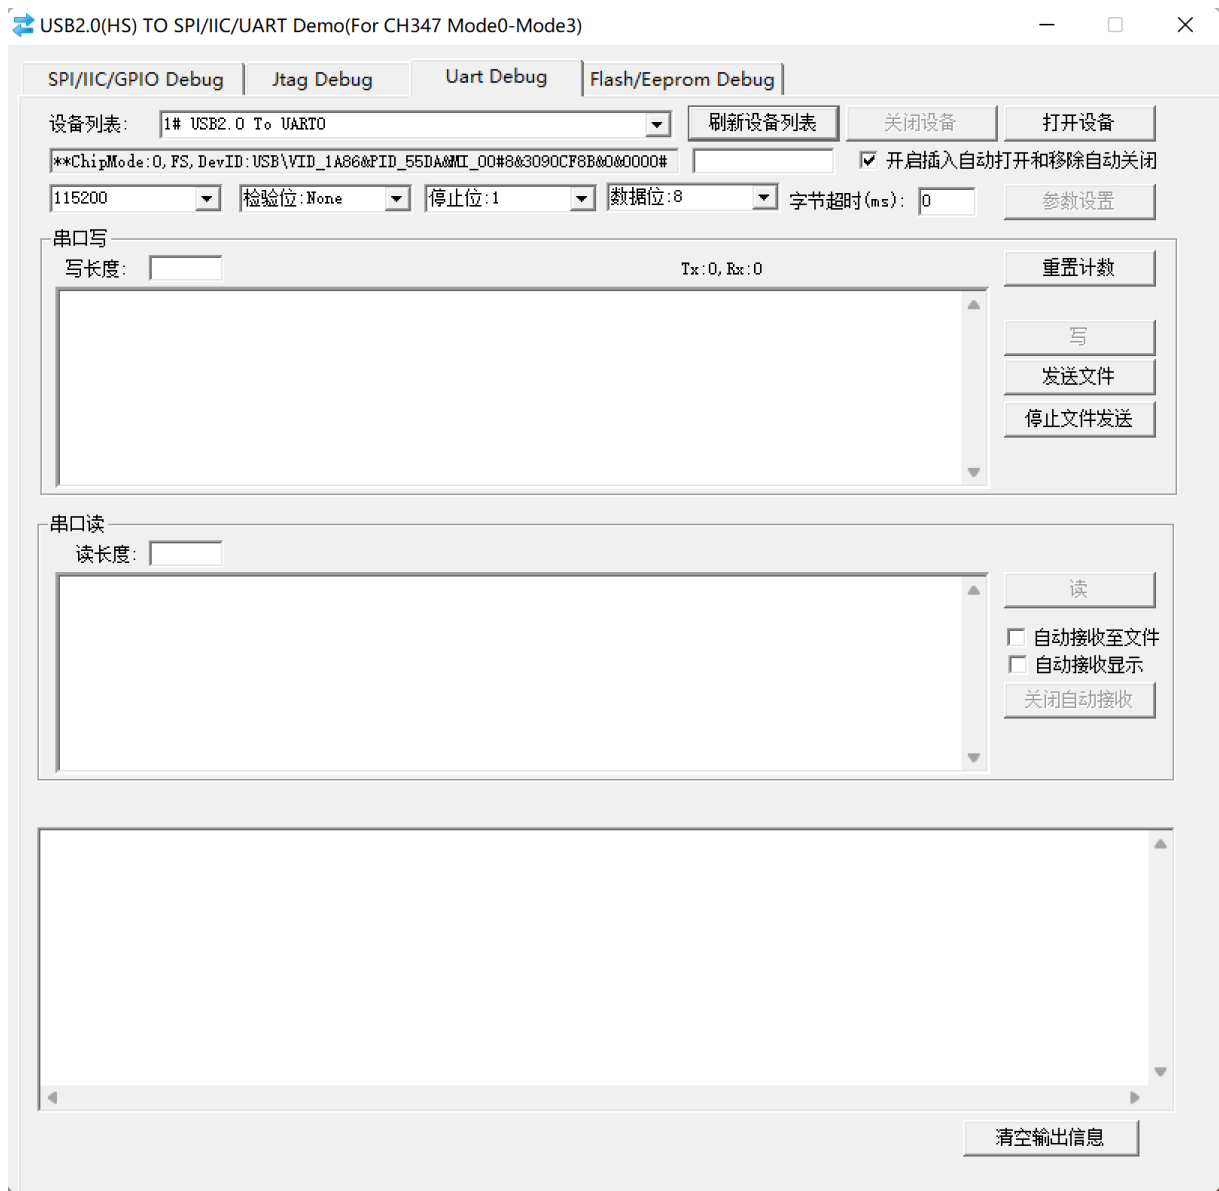 USB2.0(HS) TO SPI/IIC/UART Demo(For CH347 Mode0-Mode3)
SPI/IIC/GPIO Debug Jtag Debug Uart Debug Flash/Eeprom Debug
设备列表: 1# USB2.0 To UART0 刷新设备列表 关闭设备 打开设备
**ChipMode:0,FS,DevID:USB\VID_1A86&PID_55DA&MI_00#8&3090CF8B&0&0000# 开启插入自动打开和移除自动关闭
115200 检验位:None 停止位:1 数据位:8 字节超时(ms): 0 参数设置
串口写
写长度: Tx:0,Rx:0 重置计数
写
发送文件
停止文件发送
串口读
读长度:
读
自动接收至文件
自动接收显示
关闭自动接收
清空输出信息